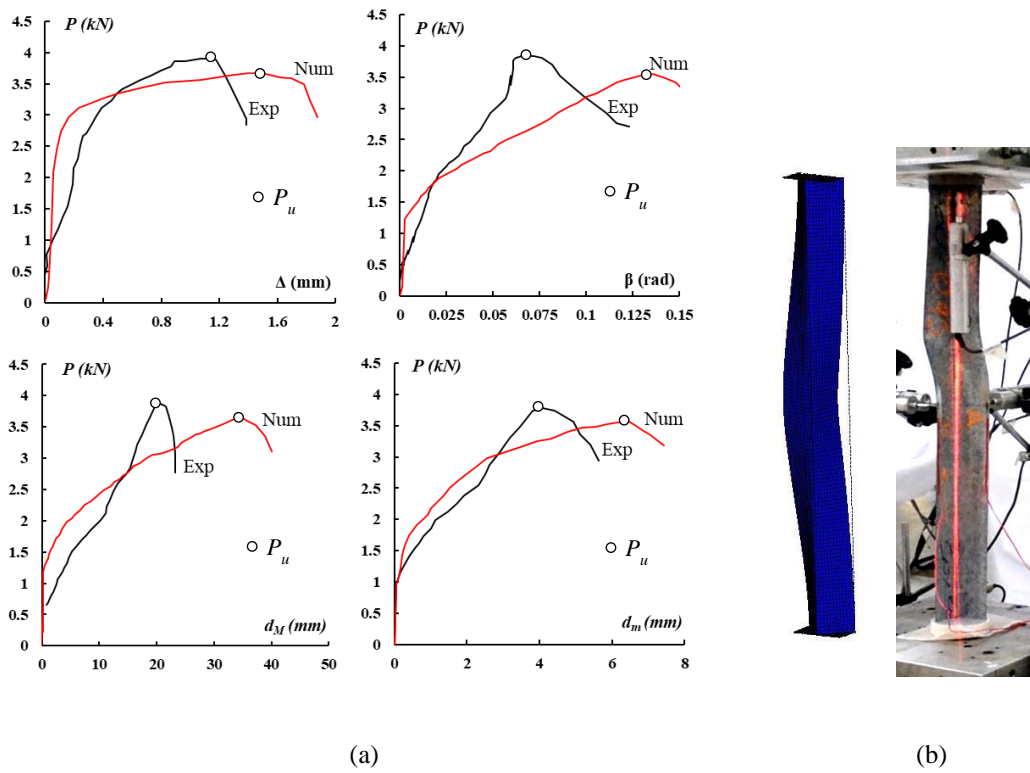 P (kN)
4.5
4
3.5
3
2.5
2
1.5
1
0.5
0
Num
Exp
P_u
Δ (mm)
0 0.4 0.8 1.2 1.6 2
P (kN)
4.5
4
3.5
3
2.5
2
1.5
1
0.5
0
Num
Exp
P_u
β (rad)
0 0.025 0.05 0.075 0.1 0.125 0.15
P (kN)
4.5
4
3.5
3
2.5
2
1.5
1
0.5
0
Num
Exp
P_u
d_M (mm)
0 10 20 30 40 50
P (kN)
4.5
4
3.5
3
2.5
2
1.5
1
0.5
0
Num
Exp
P_u
d_m (mm)
0 2 4 6 8
(a)
(b)